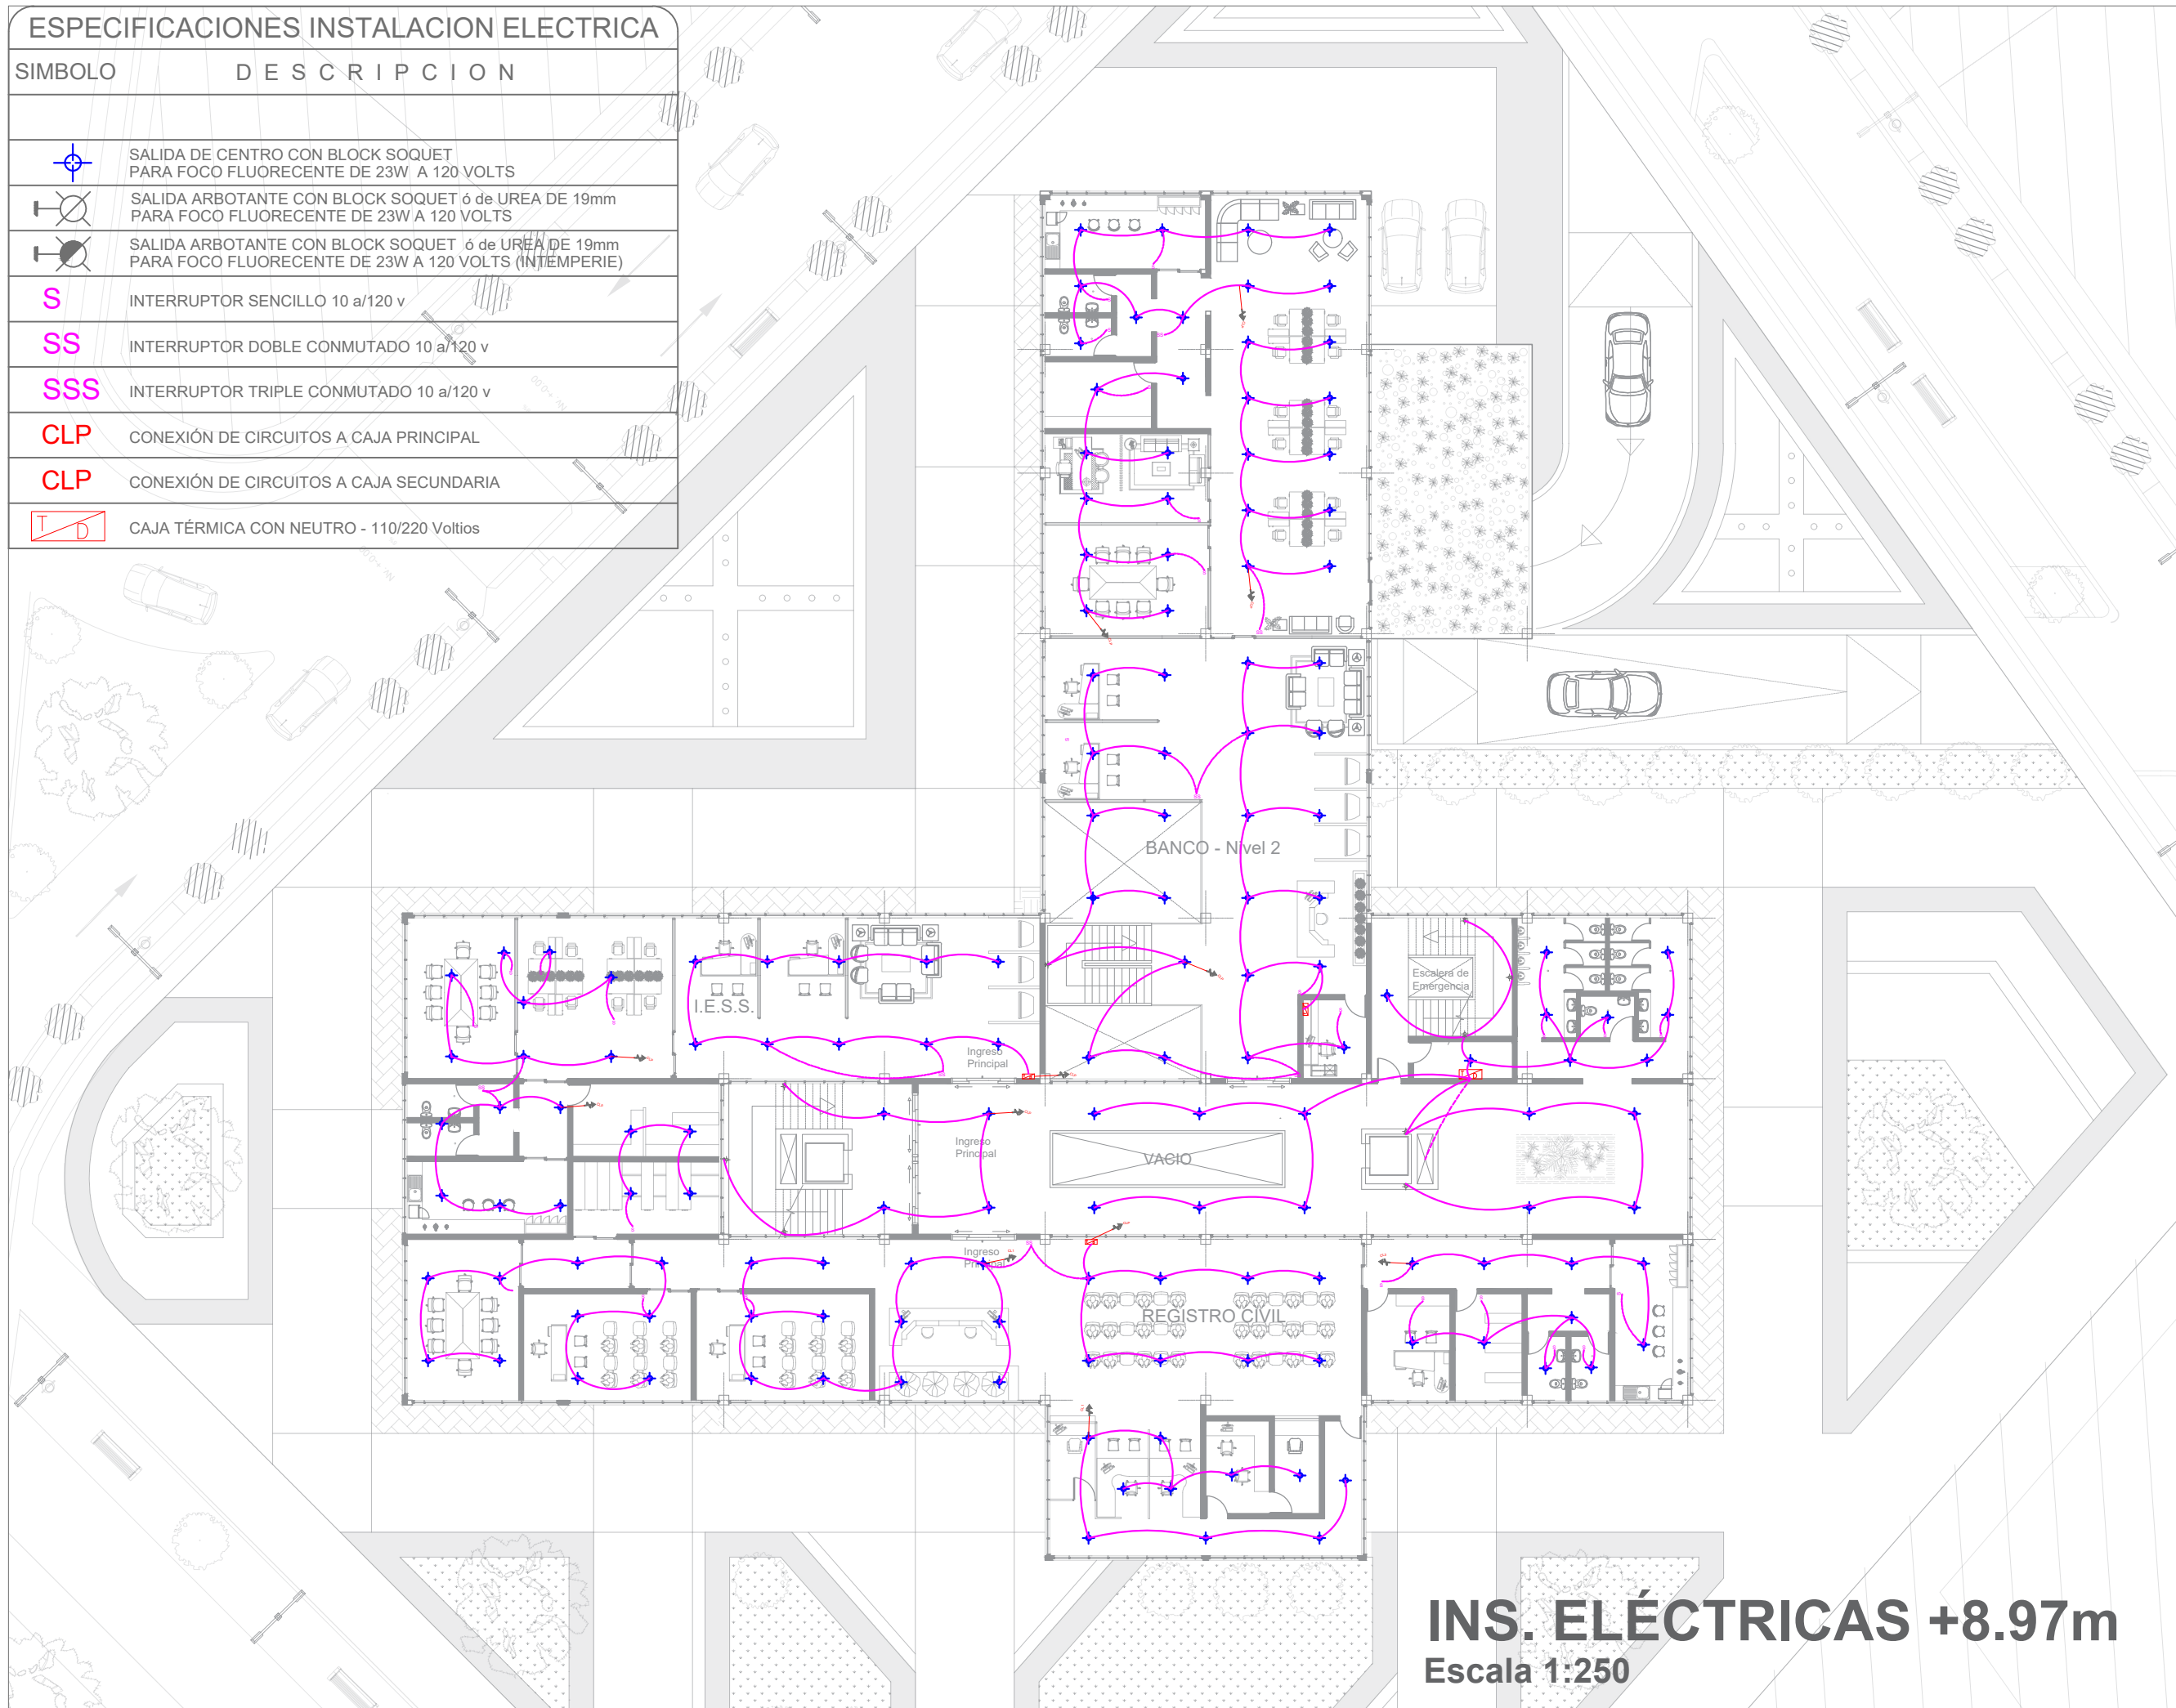 ESPECIFICACIONES INSTALACION ELECTRICA
SIMBOLO D E S C R I P C I O N
SALIDA DE CENTRO CON BLOCK SOQUET
PARA FOCO FLUORECENTE DE 23W A 120 VOLTS
SALIDA ARBOTANTE CON BLOCK SOQUET ó de UREA DE 19mm
PARA FOCO FLUORECENTE DE 23W A 120 VOLTS
SALIDA ARBOTANTE CON BLOCK SOQUET ó de UREA DE 19mm
PARA FOCO FLUORECENTE DE 23W A 120 VOLTS (INTEMPERIE)
S INTERRUPTOR SENCILLO 10 a/120 v
SS INTERRUPTOR DOBLE CONMUTADO 10 a/120 v
SSS INTERRUPTOR TRIPLE CONMUTADO 10 a/120 v
CLP CONEXIÓN DE CIRCUITOS A CAJA PRINCIPAL
CLP CONEXIÓN DE CIRCUITOS A CAJA SECUNDARIA
T D CAJA TÉRMICA CON NEUTRO - 110/220 Voltios
BANCO - Nivel 2
Escalera de
Emergencia
I.E.S.S.
Ingreso
Principal
Ingreso
Principal
VACIO
T D
Ingreso
Principal
REGISTRO CIVIL
INS. ELÉCTRICAS +8.97m
Escala 1:250